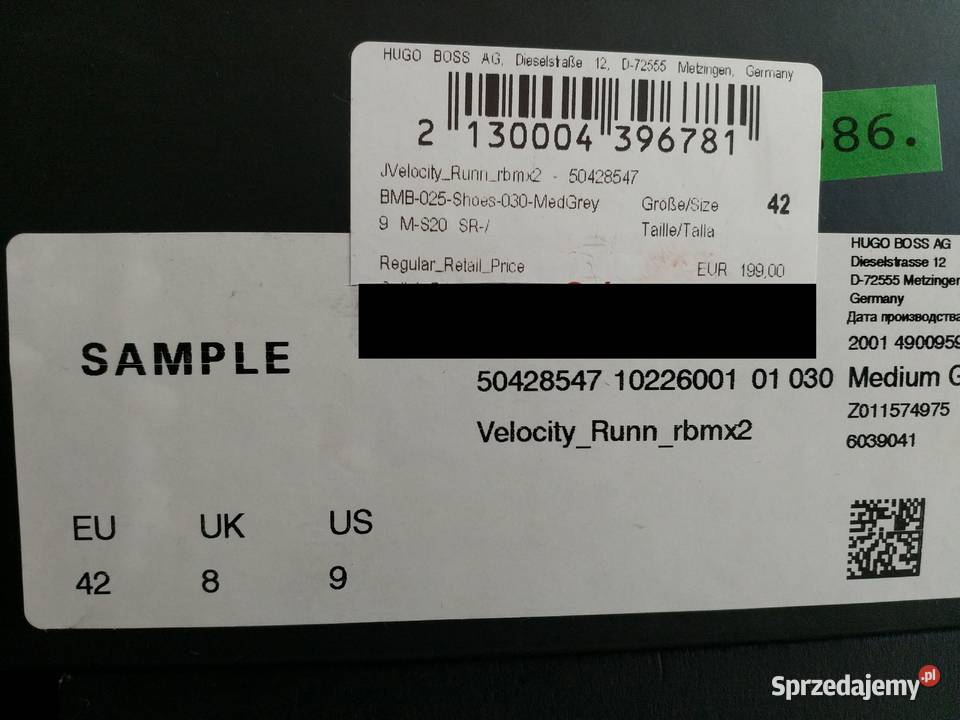 HUGO BOSS AG, Dieselstraße 12, D-72555 Metzingen, Germany
2 130004 396781
JVelocity_Runn_rbmx2 - 50428547
BMB-025-Shoes-030-MedGrey
Größe/Size 42
9 M-S20 SR-/
Taille/Talla
Regular_Retail_Price EUR 199,00
86.
HUGO BOSS AG
Dieselstrasse 12
D-72555 Metzingen
Germany
Дата производства
2001 4900959
SAMPLE
50428547 10226001 01 030 Medium G
Velocity_Runn_rbmx2
Z011574975
6039041
EU UK US
42 8 9
Sprzedajemy.pl